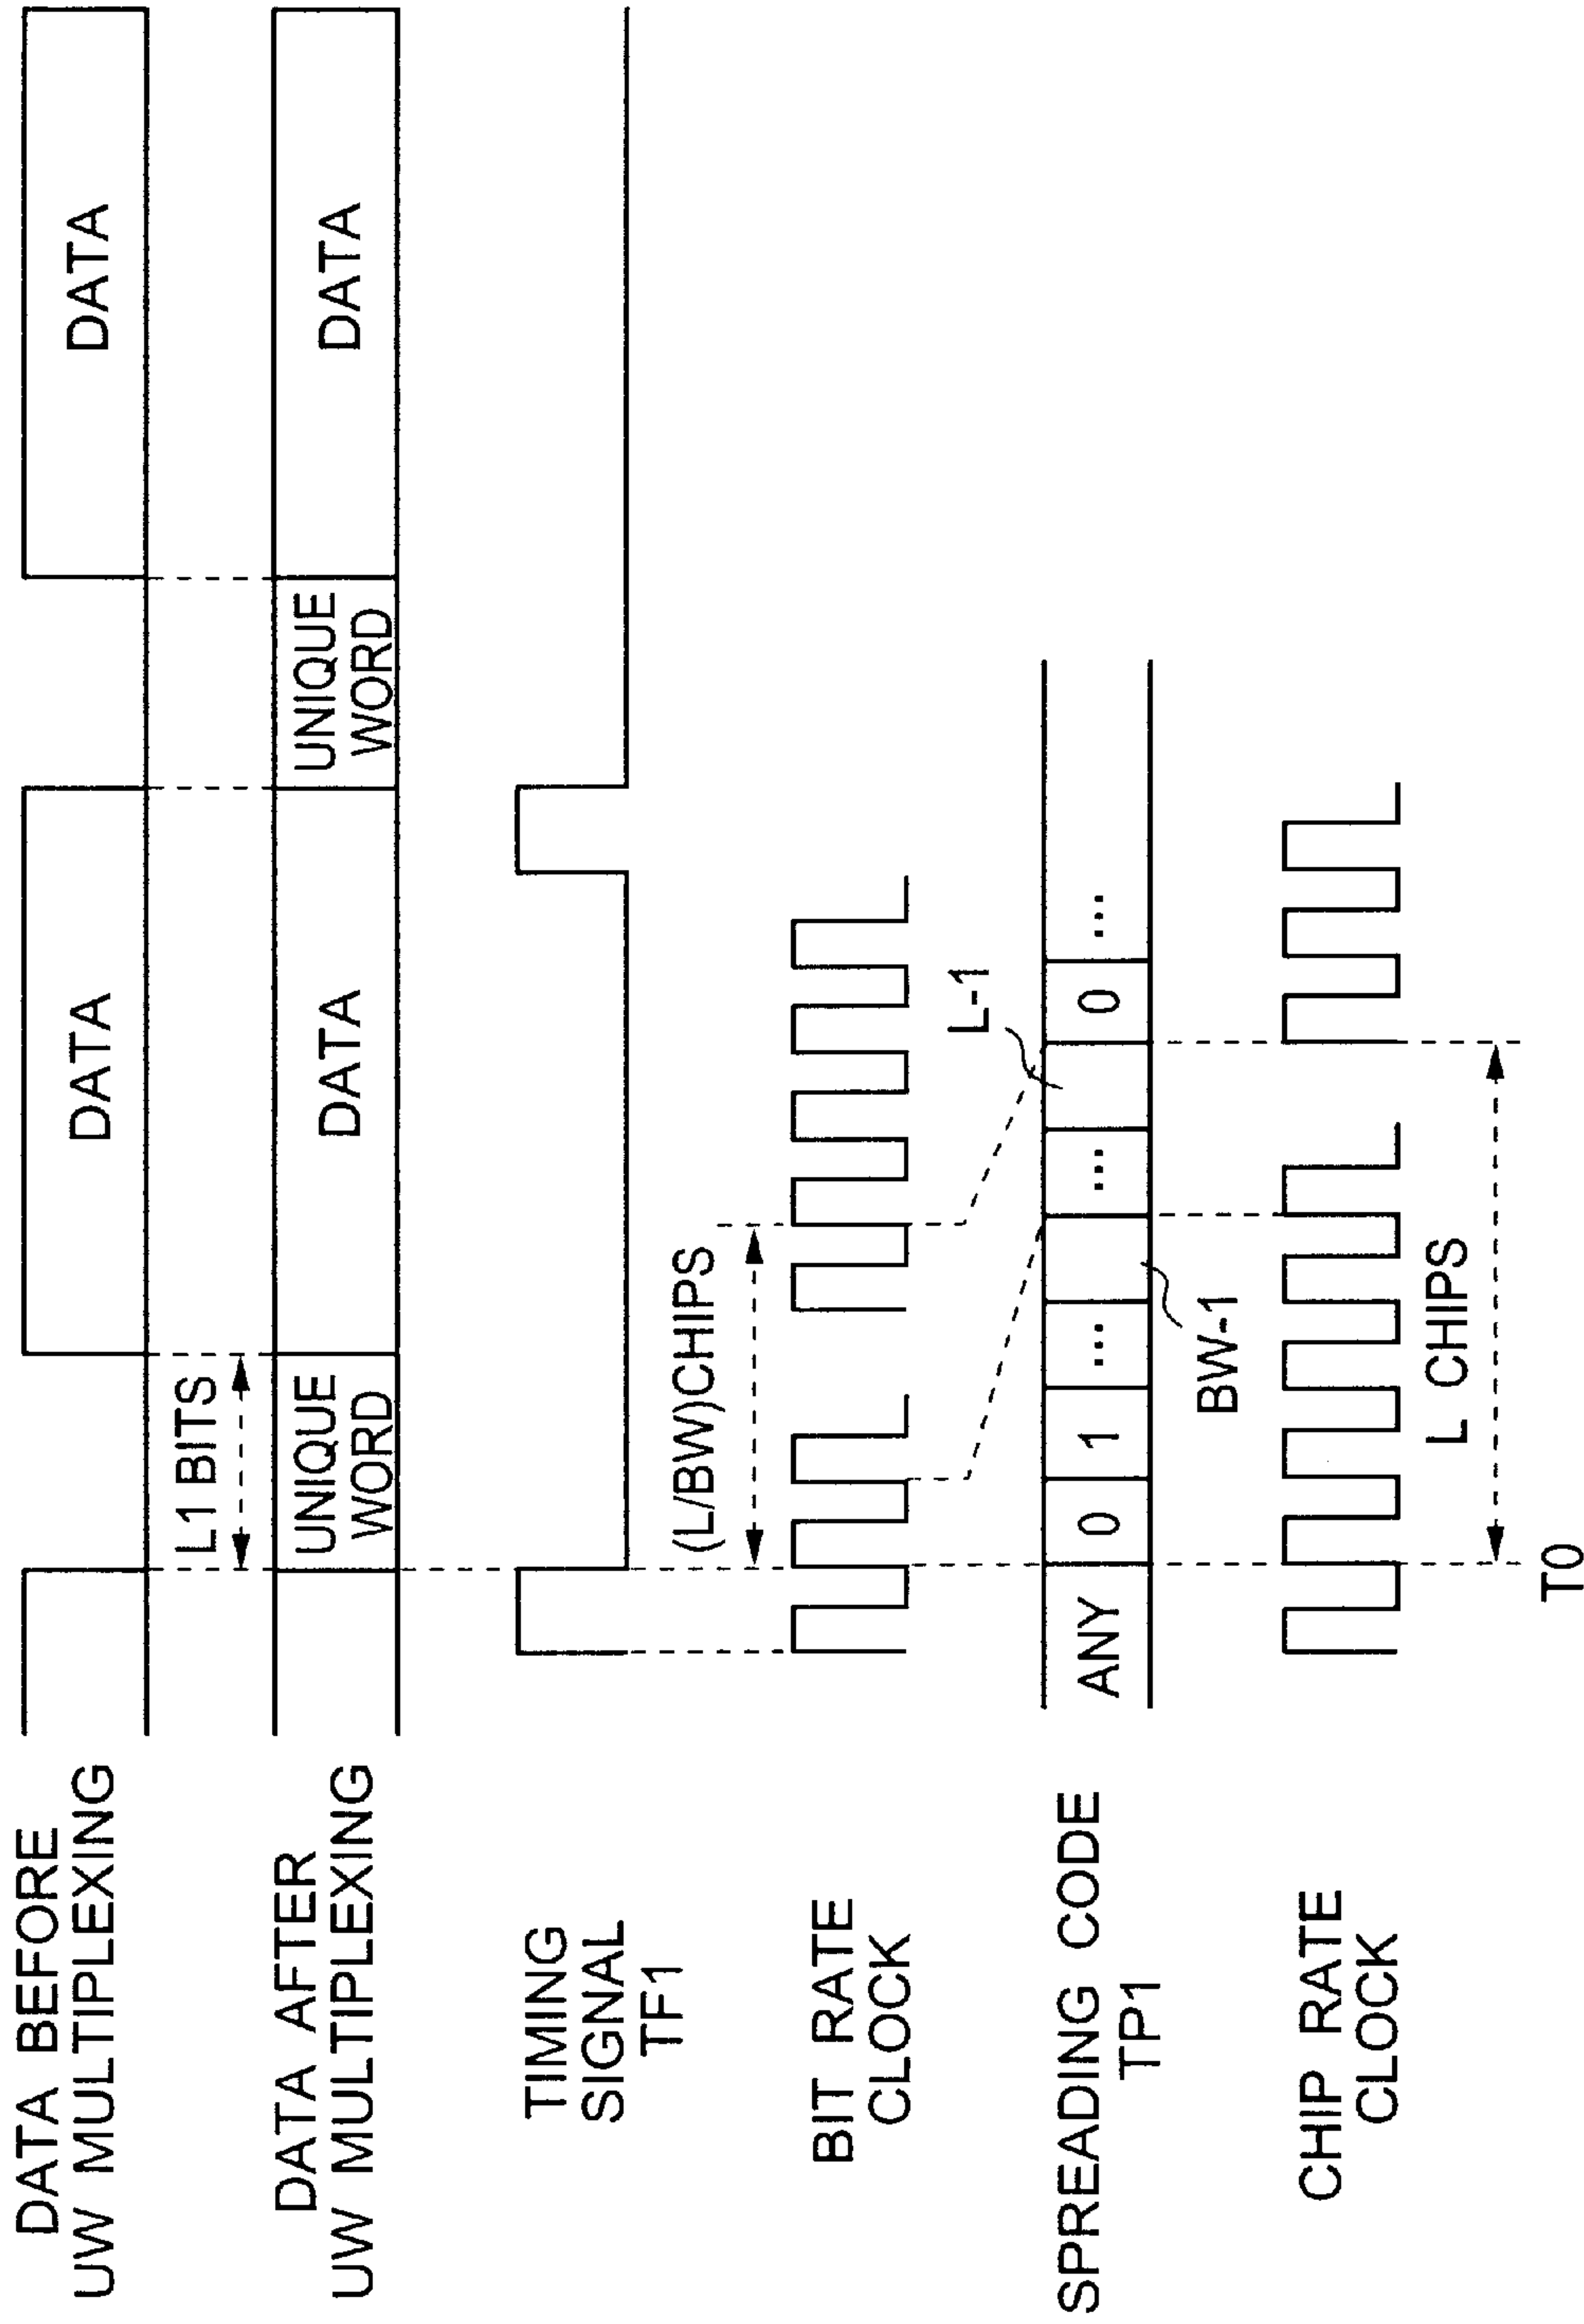 DATA BEFORE
UW MULTIPLEXING
DATA
DATA
L1 BITS
DATA AFTER
UW MULTIPLEXING
UNIQUE
WORD
DATA
UNIQUE
WORD
DATA
TIMING
SIGNAL
TF1
(L/BW)CHIPS
BIT RATE
CLOCK
L-1
SPREADING CODE
TP1
ANY 0 1 ... ... 0 ...
BW-1
CHIP RATE
CLOCK
L CHIPS
T0